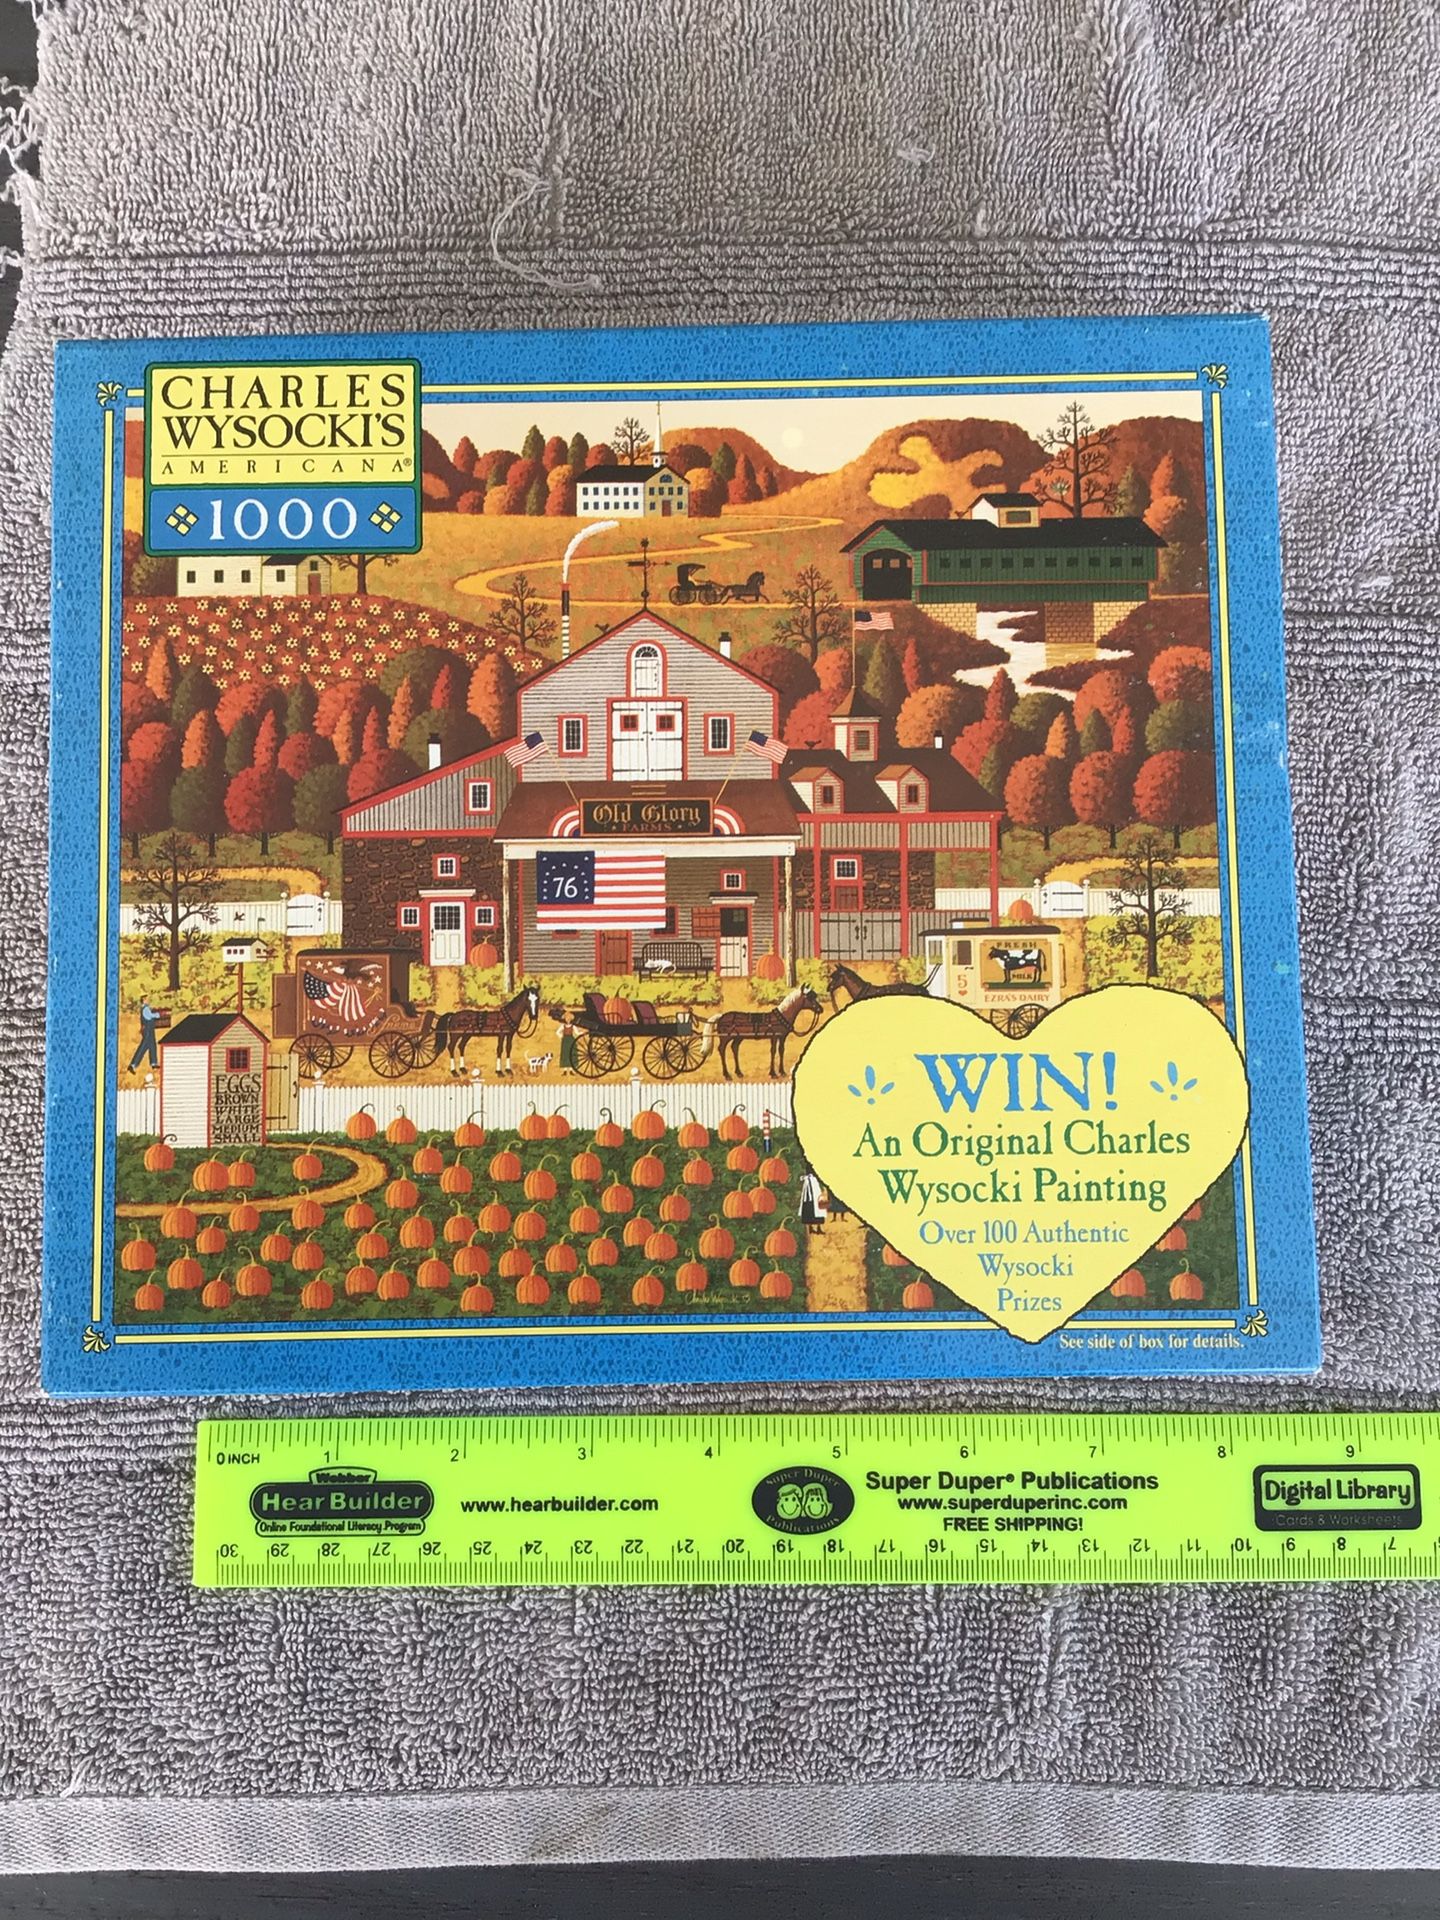 CHARLES
WYSOCKI'S
AMERICANA®
1000
Old Glory
FARMS
76
FRESH
MILK
5
EZRA'S DAIRY
EGGS
BROWN
WHITE
LARGE
MEDIUM
SMALL
WIN!
An Original Charles
Wysocki Painting
Over 100 Authentic
Wysocki
Prizes
See side of box for details.
0 INCH 1 2 3 4 5 6 7 8 9
Webber
HearBuilder
Online Foundational Literacy Program
www.hearbuilder.com
Super Duper
Publications
Super Duper® Publications
www.superduperinc.com
FREE SHIPPING!
Digital Library
Cards & Worksheets
30 29 28 27 26 25 24 23 22 21 20 19 18 17 16 15 14 13 12 11 10 9 8 7